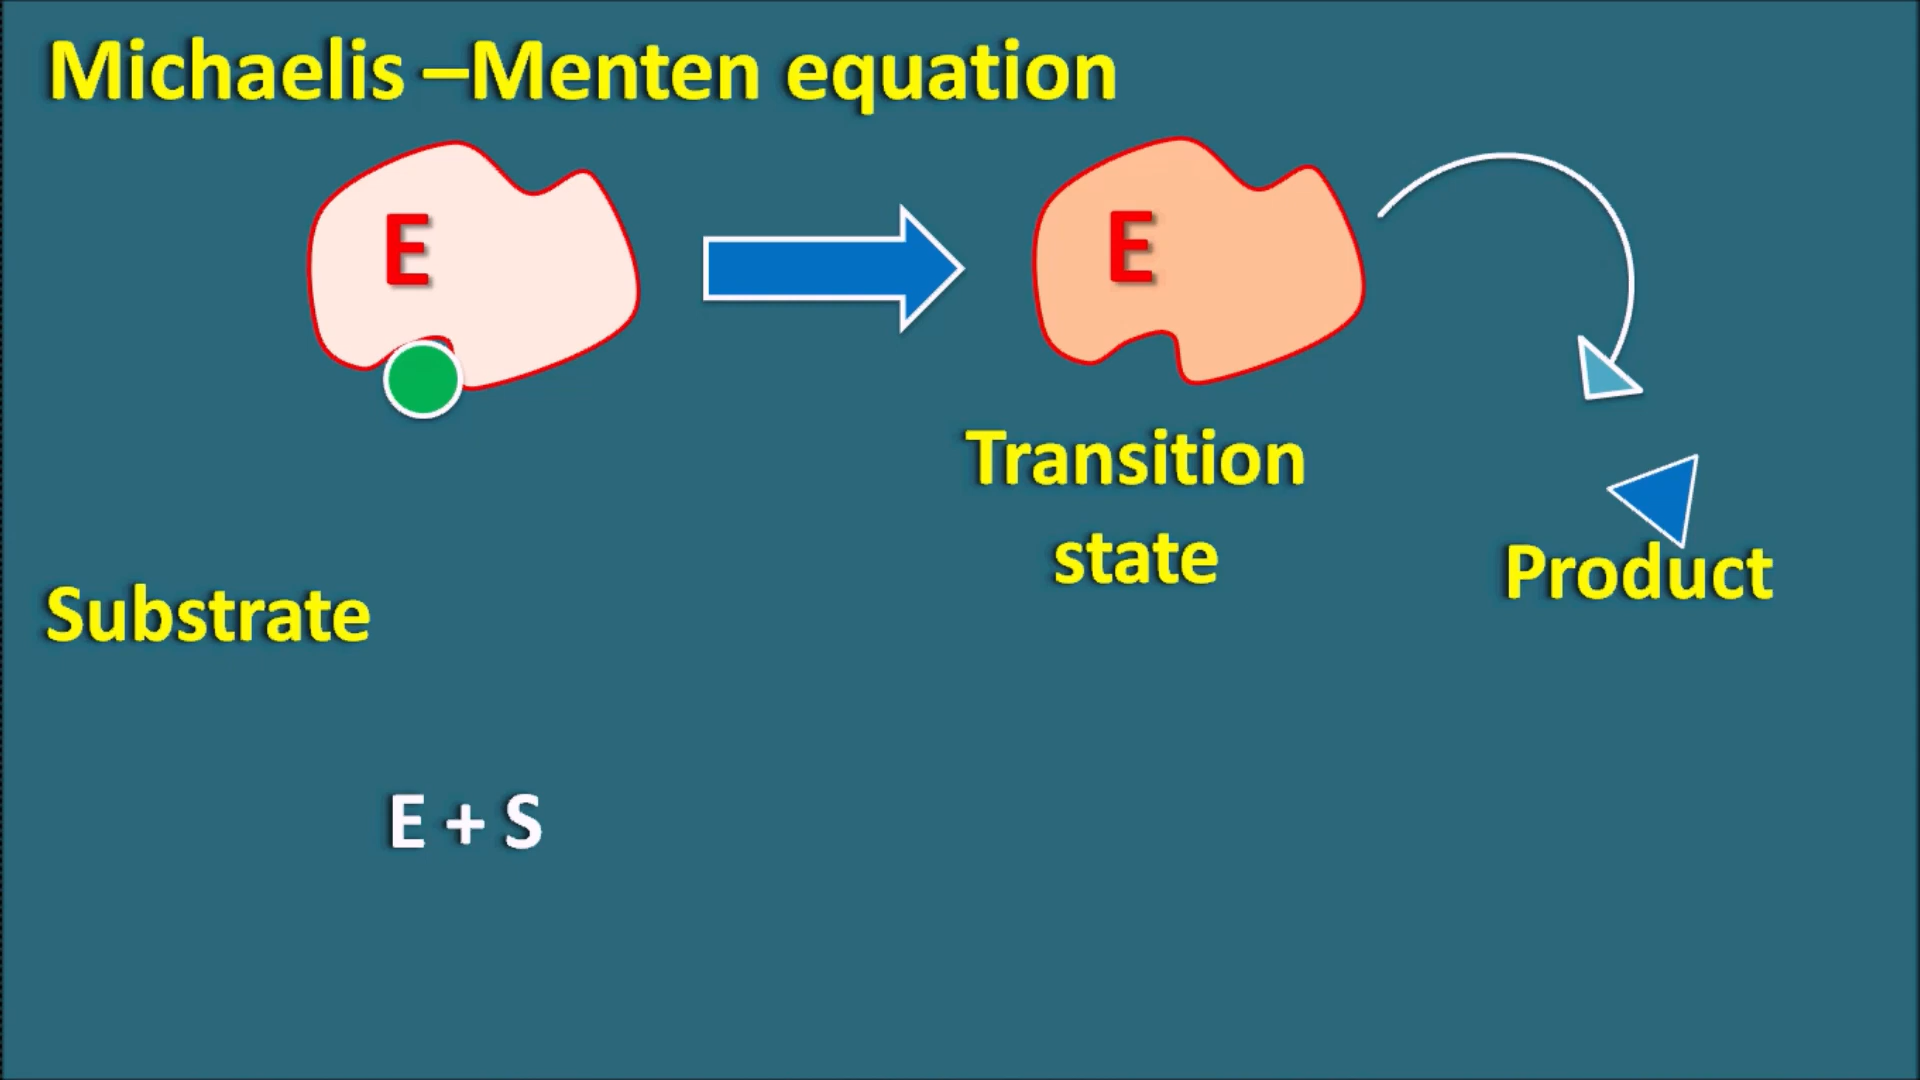 Michaelis –Menten equation
E
E
Transition
state
Product
Substrate
E + S